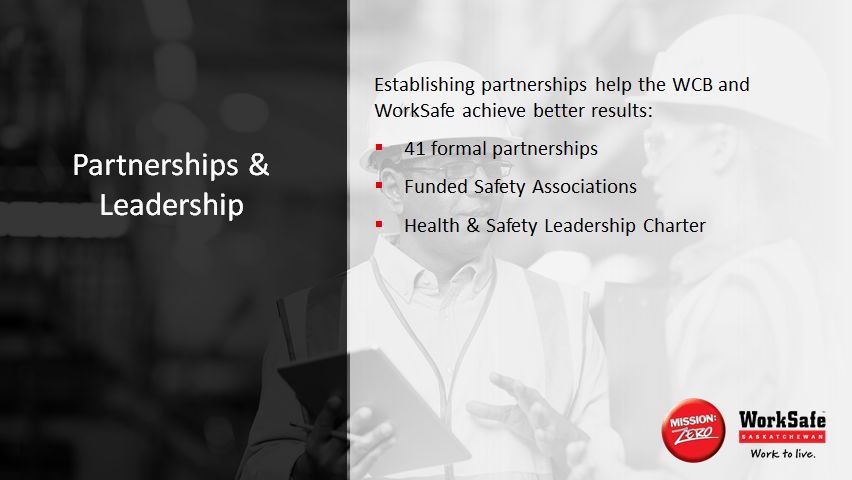 Partnerships &
Leadership
Establishing partnerships help the WCB and
WorkSafe achieve better results:
41 formal partnerships
Funded Safety Associations
Health & Safety Leadership Charter
MISSION:
ZERO
WorkSafe
SASKATCHEWAN
Work to live.